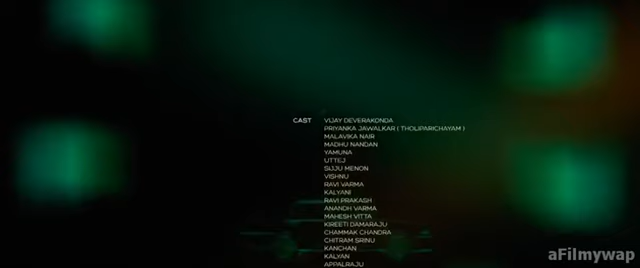 CAST VIJAY DEVERAKONDA
PRIYANKA JAWALKAR ( THOLIPARICHAYAM )
MALAVIKA NAIR
MADHU NANDAN
YAMUNA
UTTEJ
SIJJU MENON
VISHNU
RAVI VARMA
KALYANI
RAVI PRAKASH
ANANDH VARMA
MAHESH VITTA
KIREETI DAMARAJU
CHAMMAK CHANDRA
CHITRAM SRINU
KANCHAN
KALYAN
APPALRAJU
aFilmywap